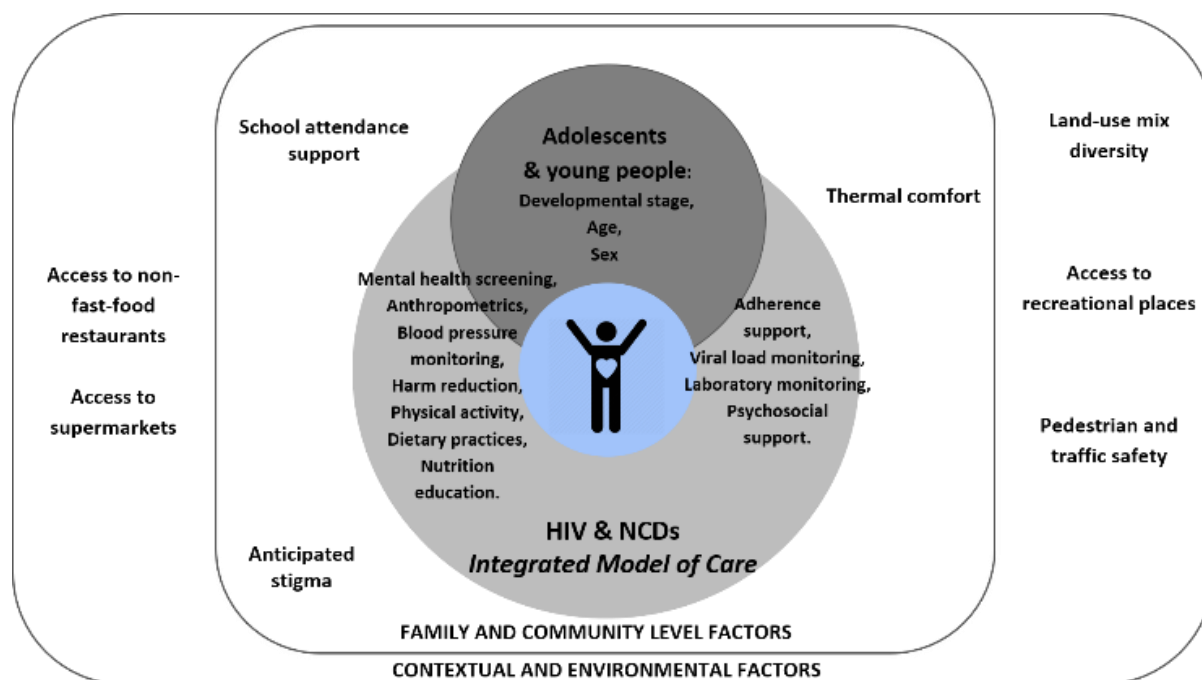 School attendance
support
Adolescents
& young people:
Developmental stage,
Age,
Sex
Land-use mix
diversity
Thermal comfort
Access to non-
fast-food
restaurants
Access to
supermarkets
Mental health screening,
Anthropometrics,
Blood pressure
monitoring,
Harm reduction,
Physical activity,
Dietary practices,
Nutrition
education.
Adherence
support,
Viral load monitoring,
Laboratory monitoring,
Psychosocial
support.
Access to
recreational places
Pedestrian and
traffic safety
HIV & NCDs
Integrated Model of Care
Anticipated
stigma
FAMILY AND COMMUNITY LEVEL FACTORS
CONTEXTUAL AND ENVIRONMENTAL FACTORS